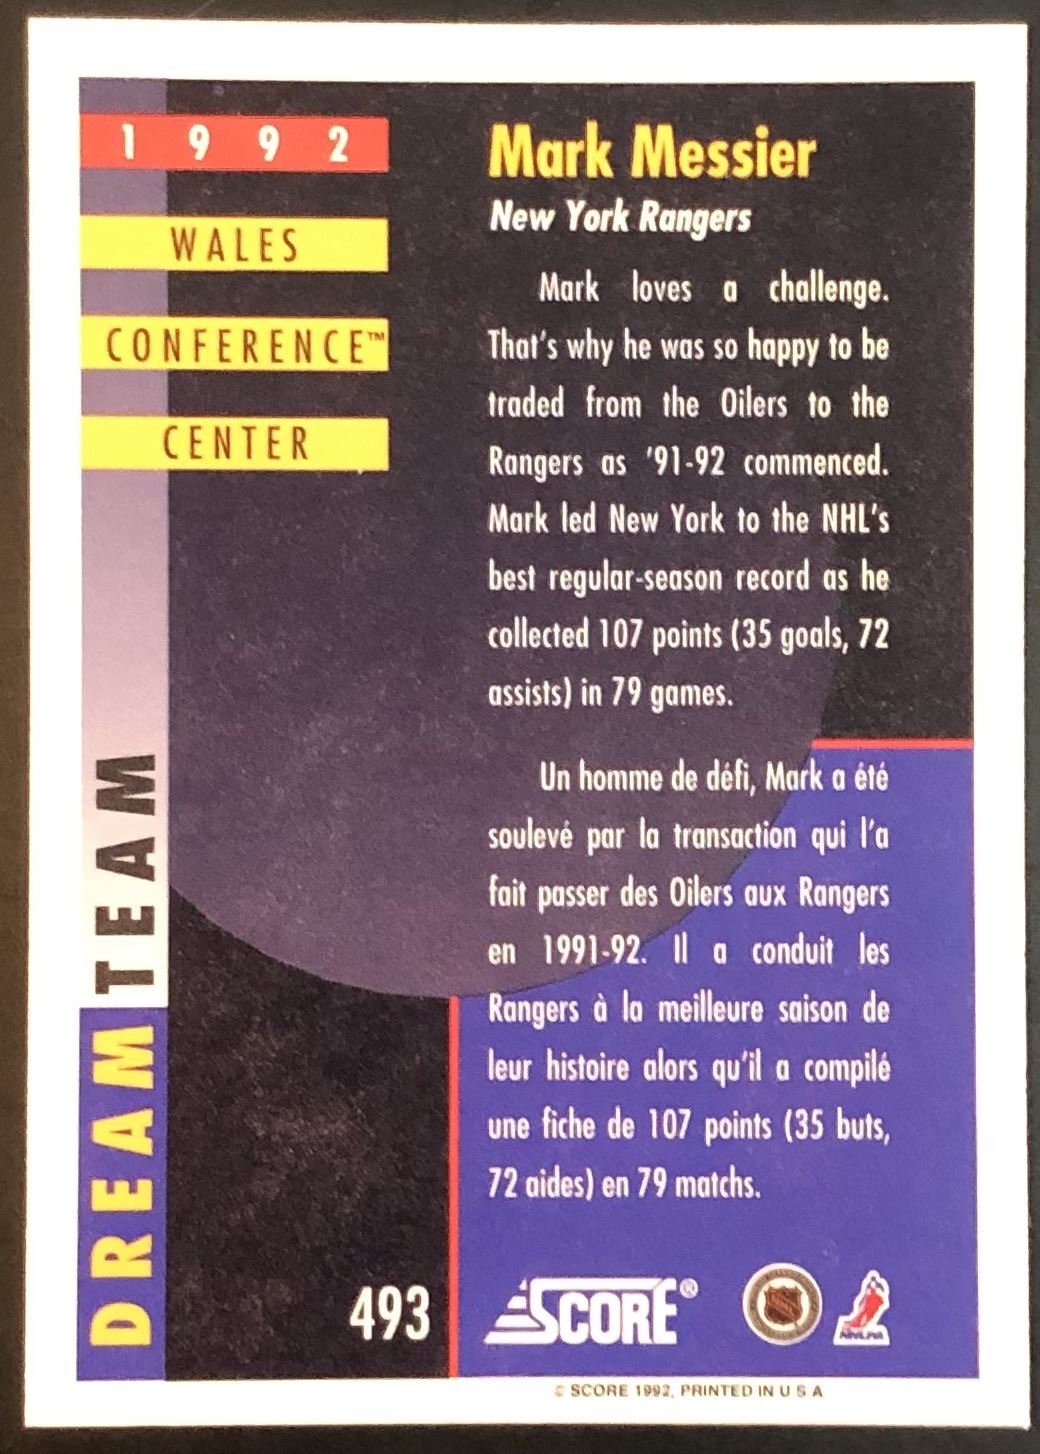 1992
WALES
CONFERENCE™
CENTER
DREAM TEAM
Mark Messier
New York Rangers
Mark loves a challenge.
That's why he was so happy to be
traded from the Oilers to the
Rangers as '91-92 commenced.
Mark led New York to the NHL's
best regular-season record as he
collected 107 points (35 goals, 72
assists) in 79 games.
Un homme de défi, Mark a été
soulevé par la transaction qui l'a
fait passer des Oilers aux Rangers
en 1991-92. Il a conduit les
Rangers à la meilleure saison de
leur histoire alors qu'il a compilé
une fiche de 107 points (35 buts,
72 aides) en 79 matchs.
493
SCORE®
NHLPA
© SCORE 1992, PRINTED IN U S A